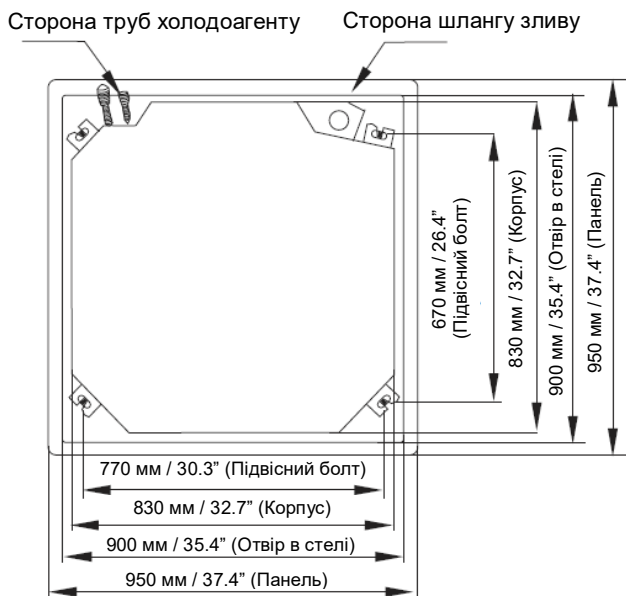 Сторона труб холодоагенту
Сторона шлангу зливу
670 мм / 26.4”
(Підвісний болт)
830 мм / 32.7” (Корпус)
900 мм / 35.4” (Отвір в стелі)
950 мм / 37.4” (Панель)
770 мм / 30.3” (Підвісний болт)
830 мм / 32.7” (Корпус)
900 мм / 35.4” (Отвір в стелі)
950 мм / 37.4” (Панель)